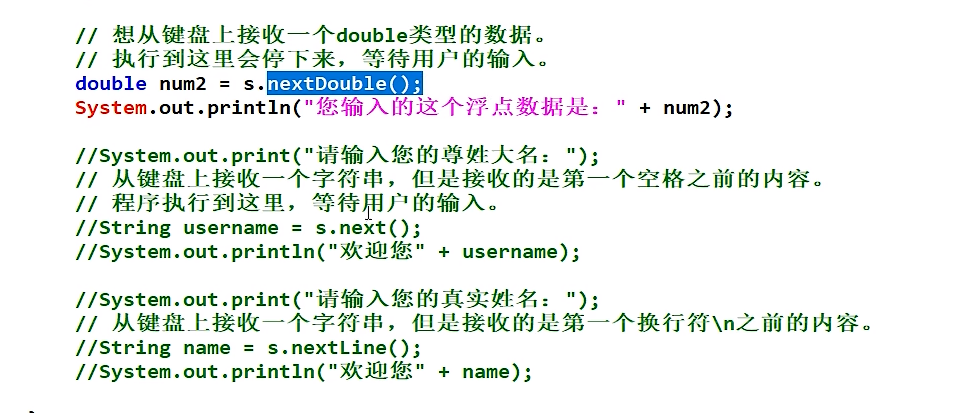 // 想从键盘上接收一个double类型的数据。
// 执行到这里会停下来，等待用户的输入。
double num2 = s.nextDouble();
System.out.println("您输入的这个浮点数据是：" + num2);
//System.out.print("请输入您的尊姓大名：");
// 从键盘上接收一个字符串，但是接收的是第一个空格之前的内容。
// 程序执行到这里，等待用户的输入。
//String username = s.next();
//System.out.println("欢迎您" + username);
//System.out.print("请输入您的真实姓名：");
// 从键盘上接收一个字符串，但是接收的是第一个换行符\n之前的内容。
//String name = s.nextLine();
//System.out.println("欢迎您" + name);